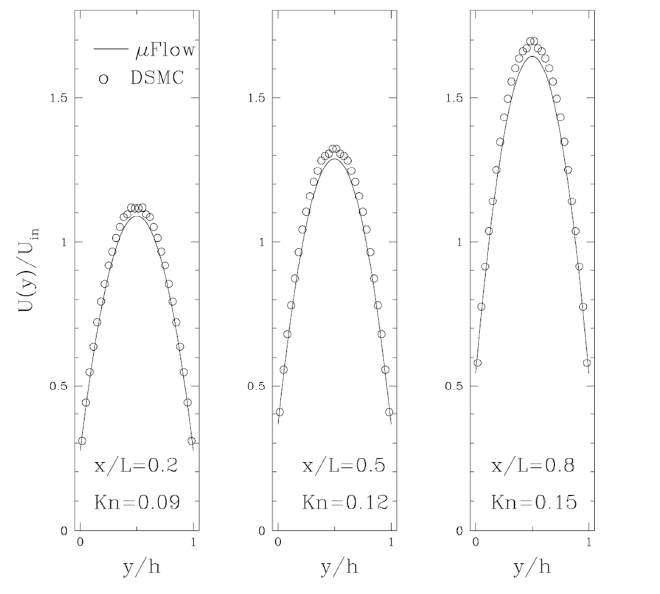 μFlow
DSMC
U(y)/U_in
1.5
1
0.5
0
x/L=0.2
Kn=0.09
0 1
y/h
1.5
1
0.5
0
x/L=0.5
Kn=0.12
0 1
y/h
1.5
1
0.5
0
x/L=0.8
Kn=0.15
0 1
y/h